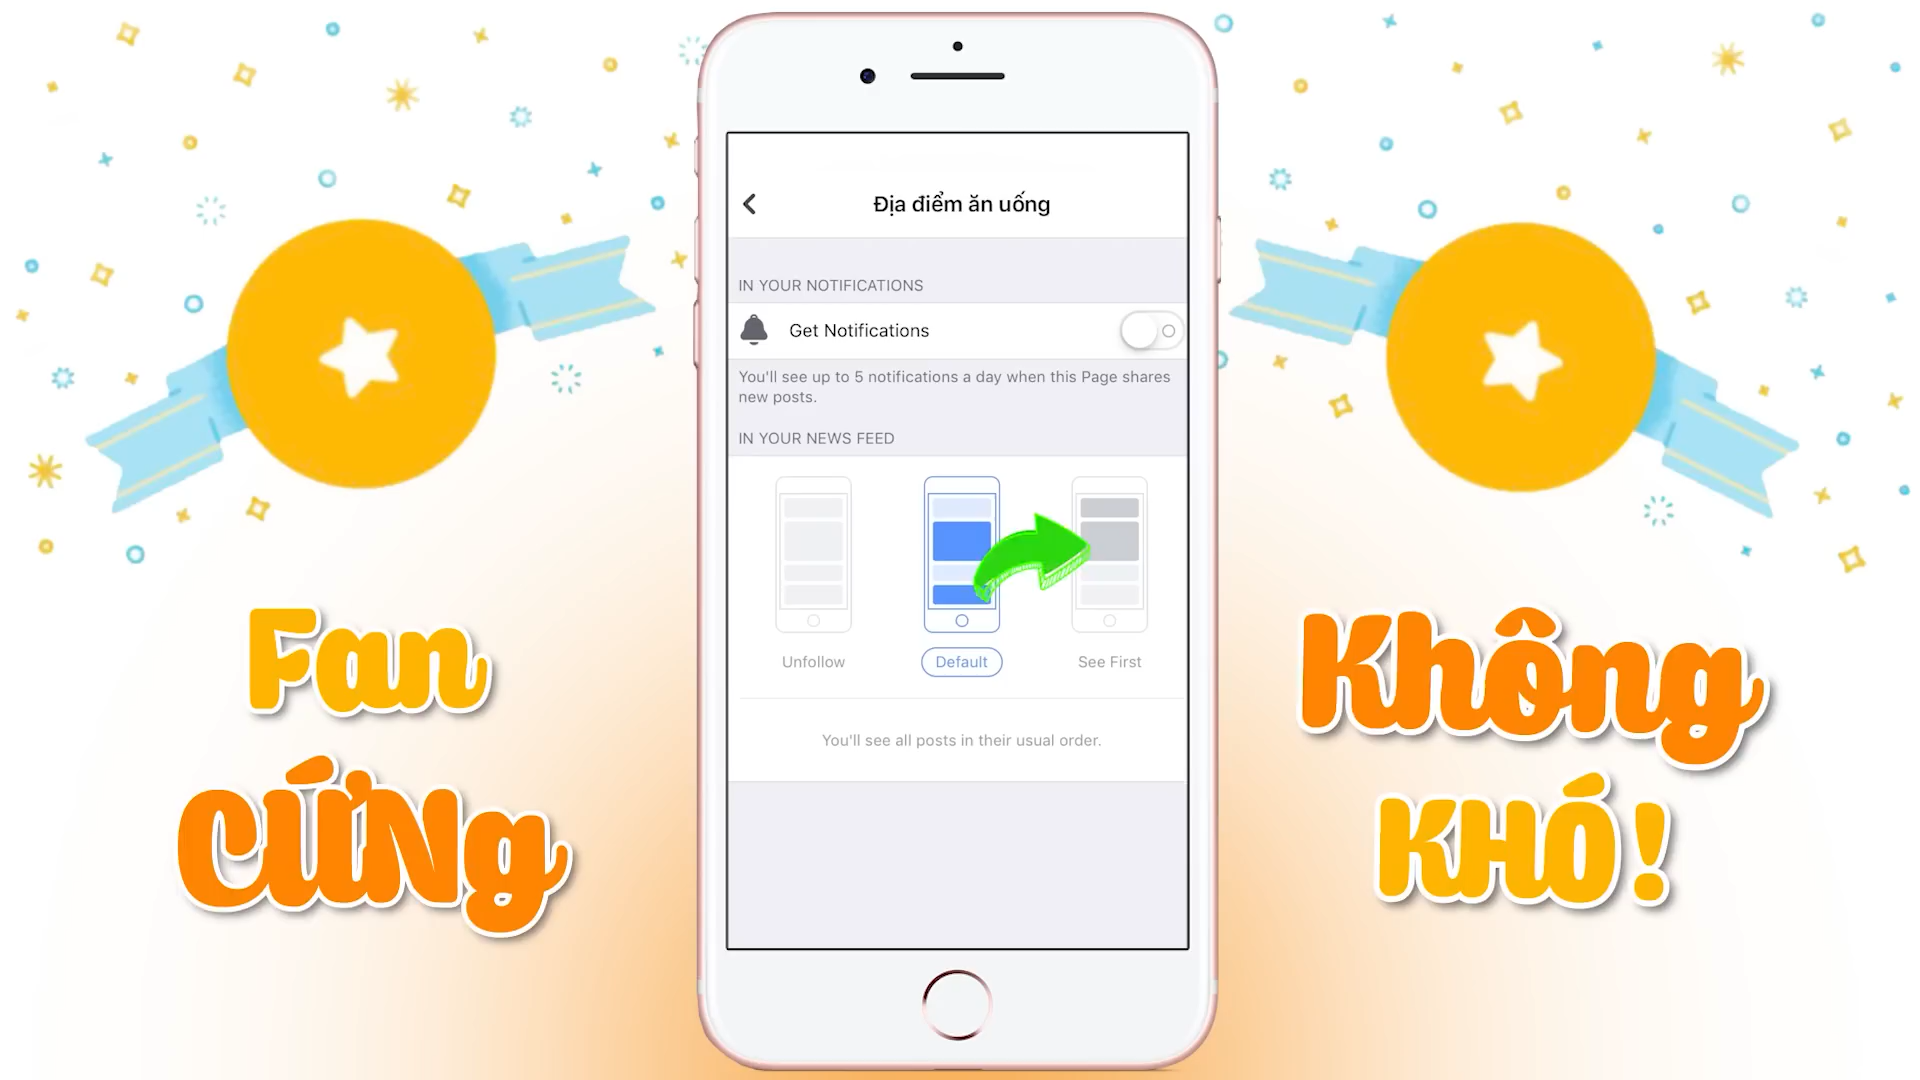 Địa điểm ăn uống
IN YOUR NOTIFICATIONS
Get Notifications
You'll see up to 5 notifications a day when this Page shares
new posts.
IN YOUR NEWS FEED
Unfollow
Default
See First
You'll see all posts in their usual order.
Fan
CỨNg
Không
KHÓ!